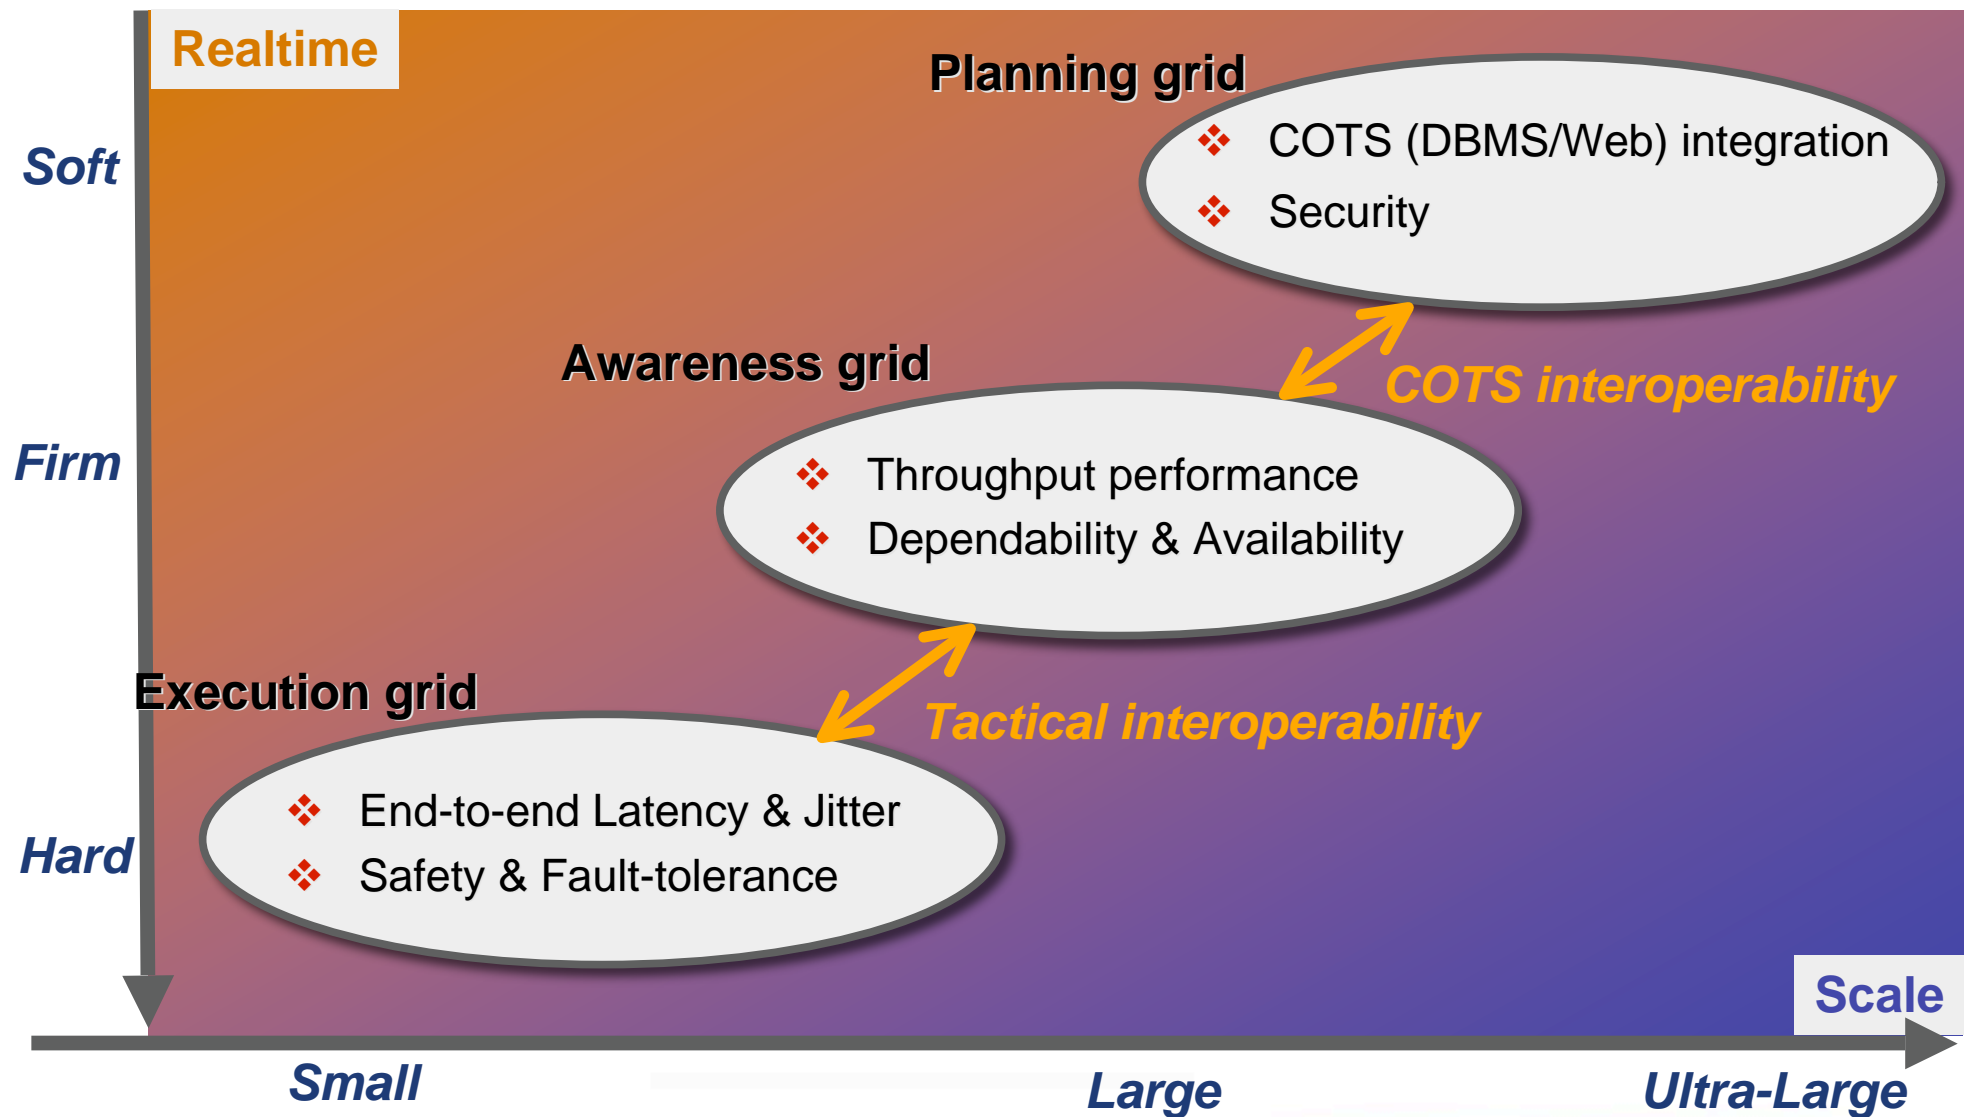 Realtime
Planning grid
COTS (DBMS/Web) integration
Soft
Security
Awareness grid
COTS interoperability
Firm
Throughput performance
Dependability & Availability
Execution grid
Tactical interoperability
End-to-end Latency & Jitter
Hard
Safety & Fault-tolerance
Scale
Small
Large
Ultra-Large